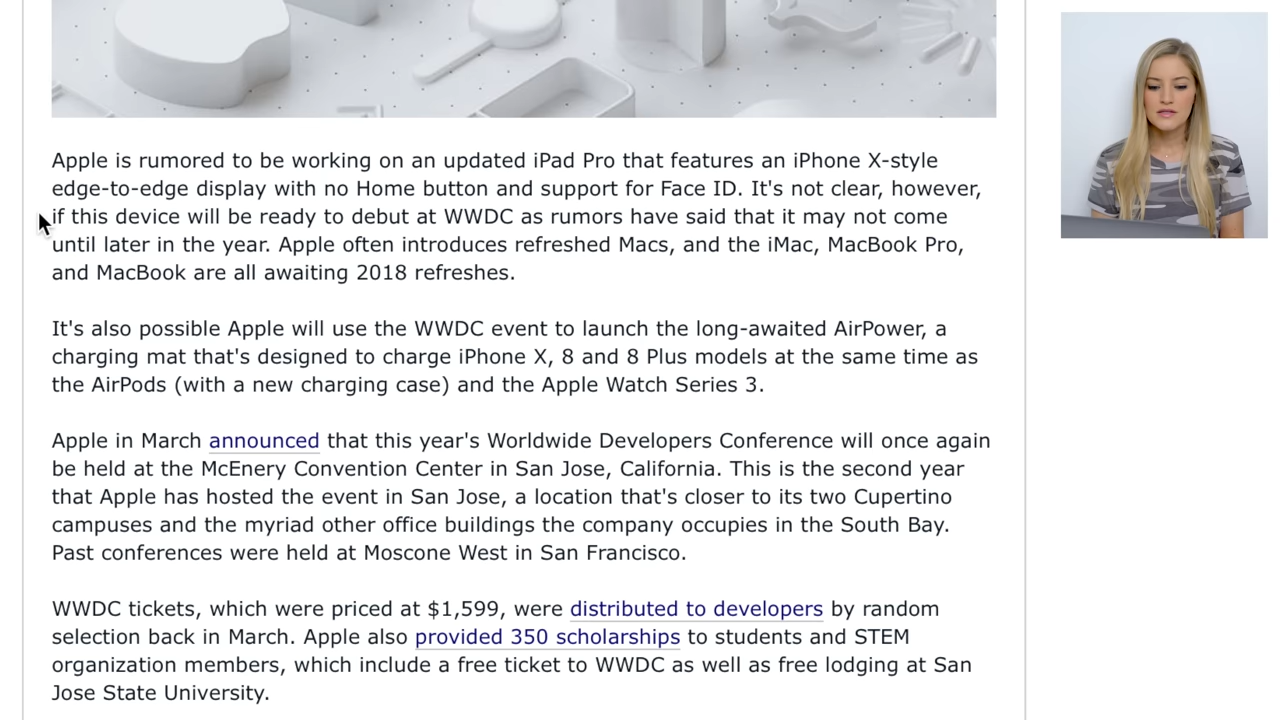 Apple is rumored to be working on an updated iPad Pro that features an iPhone X-style
edge-to-edge display with no Home button and support for Face ID. It's not clear, however,
if this device will be ready to debut at WWDC as rumors have said that it may not come
until later in the year. Apple often introduces refreshed Macs, and the iMac, MacBook Pro,
and MacBook are all awaiting 2018 refreshes.
It's also possible Apple will use the WWDC event to launch the long-awaited AirPower, a
charging mat that's designed to charge iPhone X, 8 and 8 Plus models at the same time as
the AirPods (with a new charging case) and the Apple Watch Series 3.
Apple in March announced that this year's Worldwide Developers Conference will once again
be held at the McEnery Convention Center in San Jose, California. This is the second year
that Apple has hosted the event in San Jose, a location that's closer to its two Cupertino
campuses and the myriad other office buildings the company occupies in the South Bay.
Past conferences were held at Moscone West in San Francisco.
WWDC tickets, which were priced at $1,599, were distributed to developers by random
selection back in March. Apple also provided 350 scholarships to students and STEM
organization members, which include a free ticket to WWDC as well as free lodging at San
Jose State University.